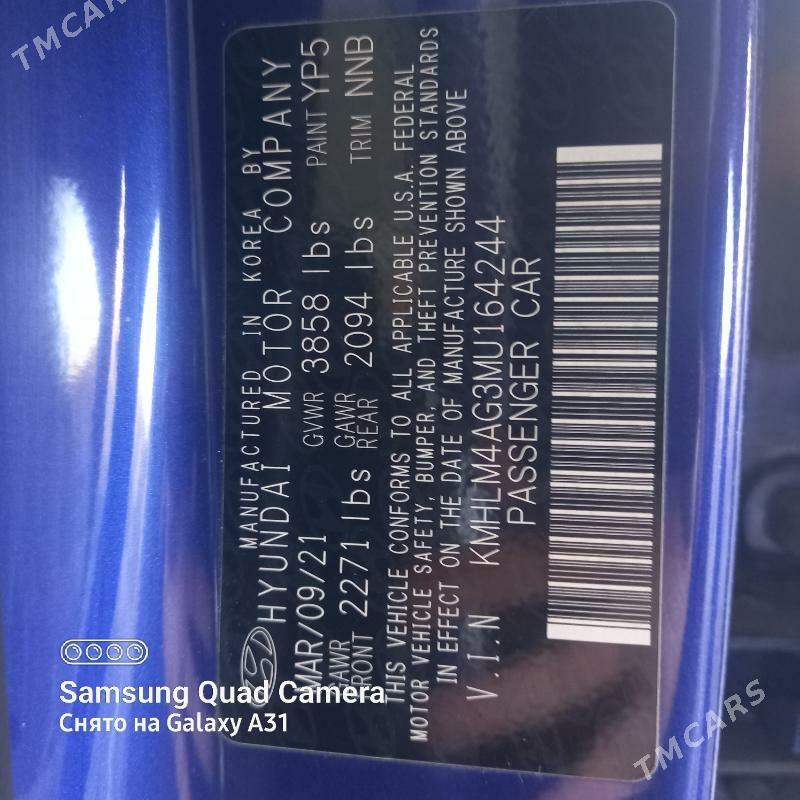 TMCARS
MANUFACTURED IN KOREA BY
HYUNDAI MOTOR COMPANY
MAR/09/21 GVWR 3858 lbs PAINT YP5
GAWR FRONT 2271 lbs GAWR REAR 2094 lbs TRIM NNB
THIS VEHICLE CONFORMS TO ALL APPLICABLE U.S.A. FEDERAL
MOTOR VEHICLE SAFETY, BUMPER, AND THEFT PREVENTION STANDARDS
IN EFFECT ON THE DATE OF MANUFACTURE SHOWN ABOVE
V.I.N KMHLM4AG3MU164244
PASSENGER CAR
Samsung Quad Camera
Снято на Galaxy A31
TMCARS